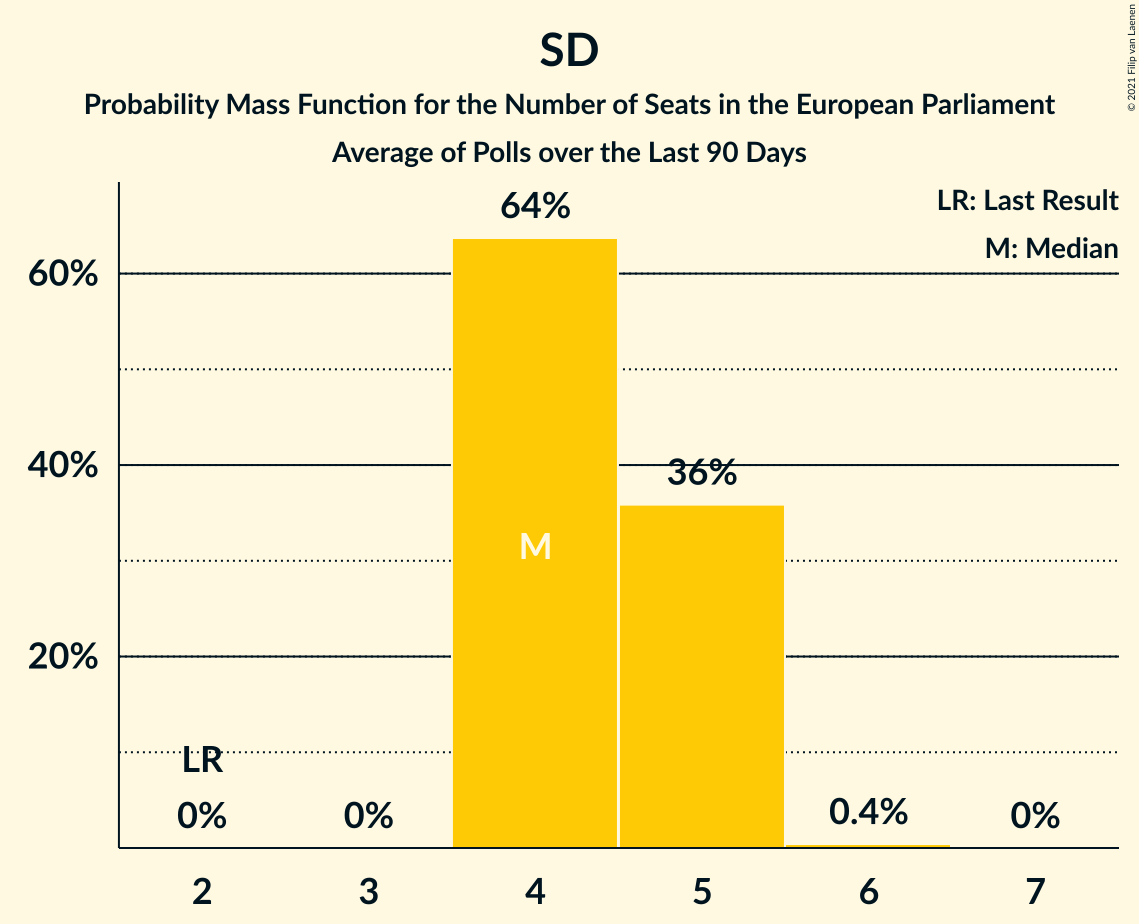 SD
Probability Mass Function for the Number of Seats in the European Parliament
Average of Polls over the Last 90 Days
© 2021 Filip van Laenen
LR: Last Result
M: Median
60%
40%
20%
64%
36%
M
LR
0%
0%
0.4%
0%
2 3 4 5 6 7